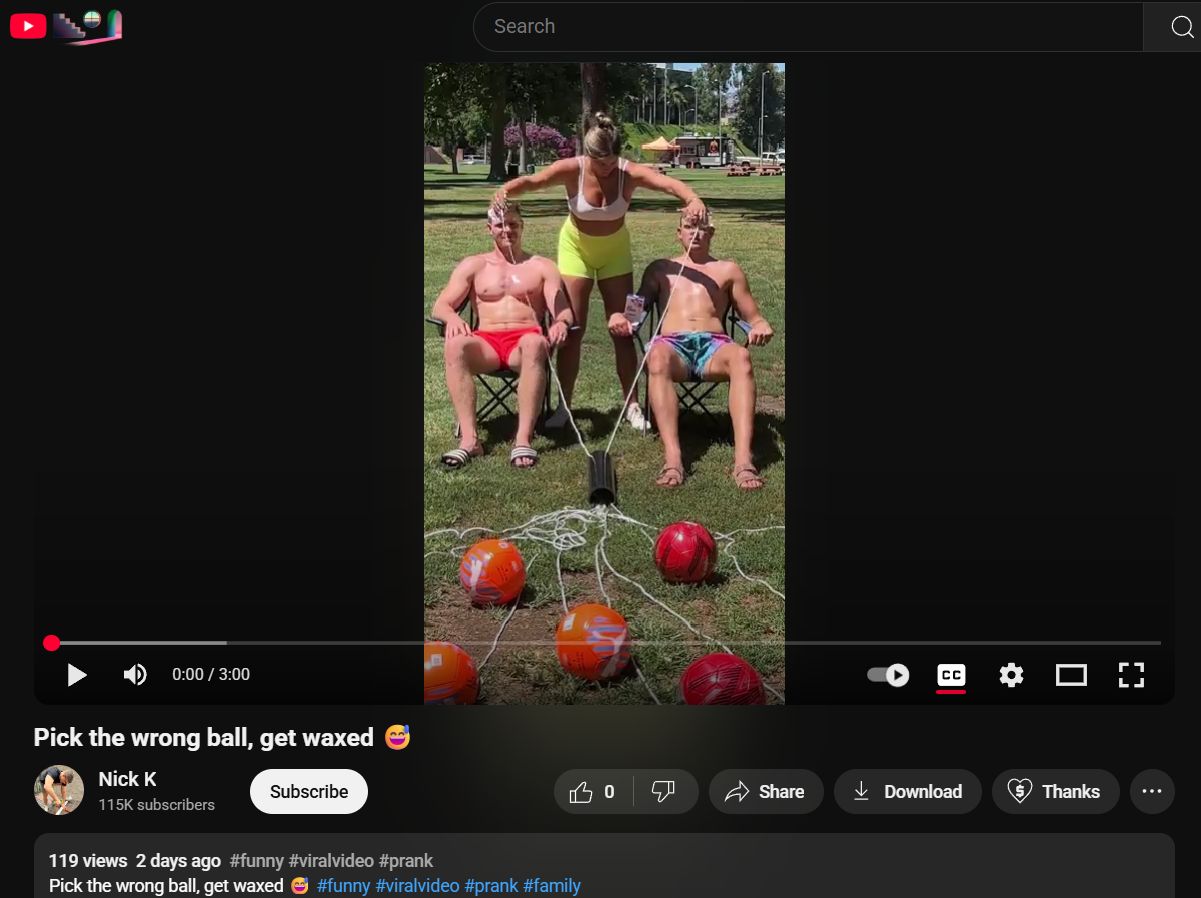 Search
0:00 / 3:00
CC
Pick the wrong ball, get waxed 😅
Nick K
115K subscribers
Subscribe
0
Share
Download
Thanks
119 views 2 days ago #funny #viralvideo #prank
Pick the wrong ball, get waxed 😅 #funny #viralvideo #prank #family